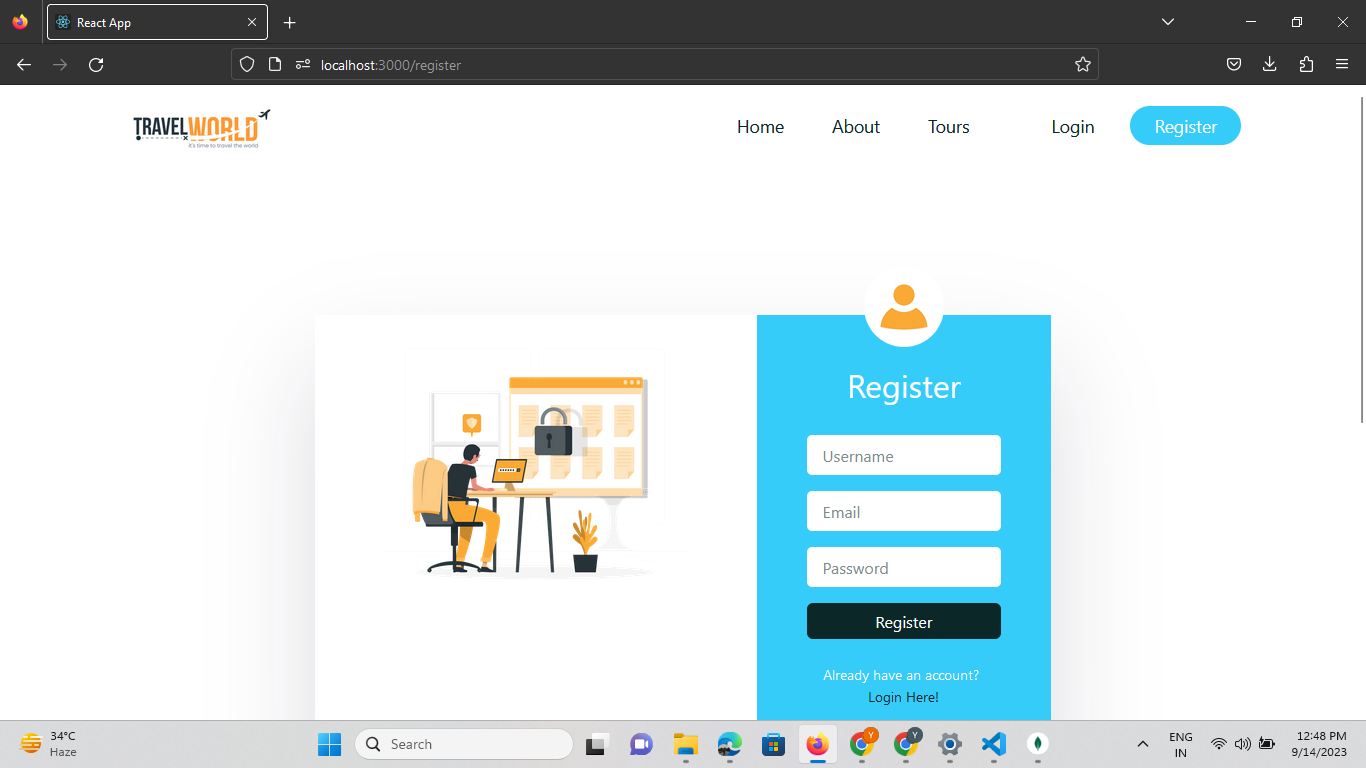 React App
localhost:3000/register
TRAVELWORLD
it's time to travel the world
Home
About
Tours
Login
Register
Register
Username
Email
Password
Register
Already have an account?
Login Here!
34°C
Haze
Search
Y
Y
ENG
IN
12:48 PM
9/14/2023